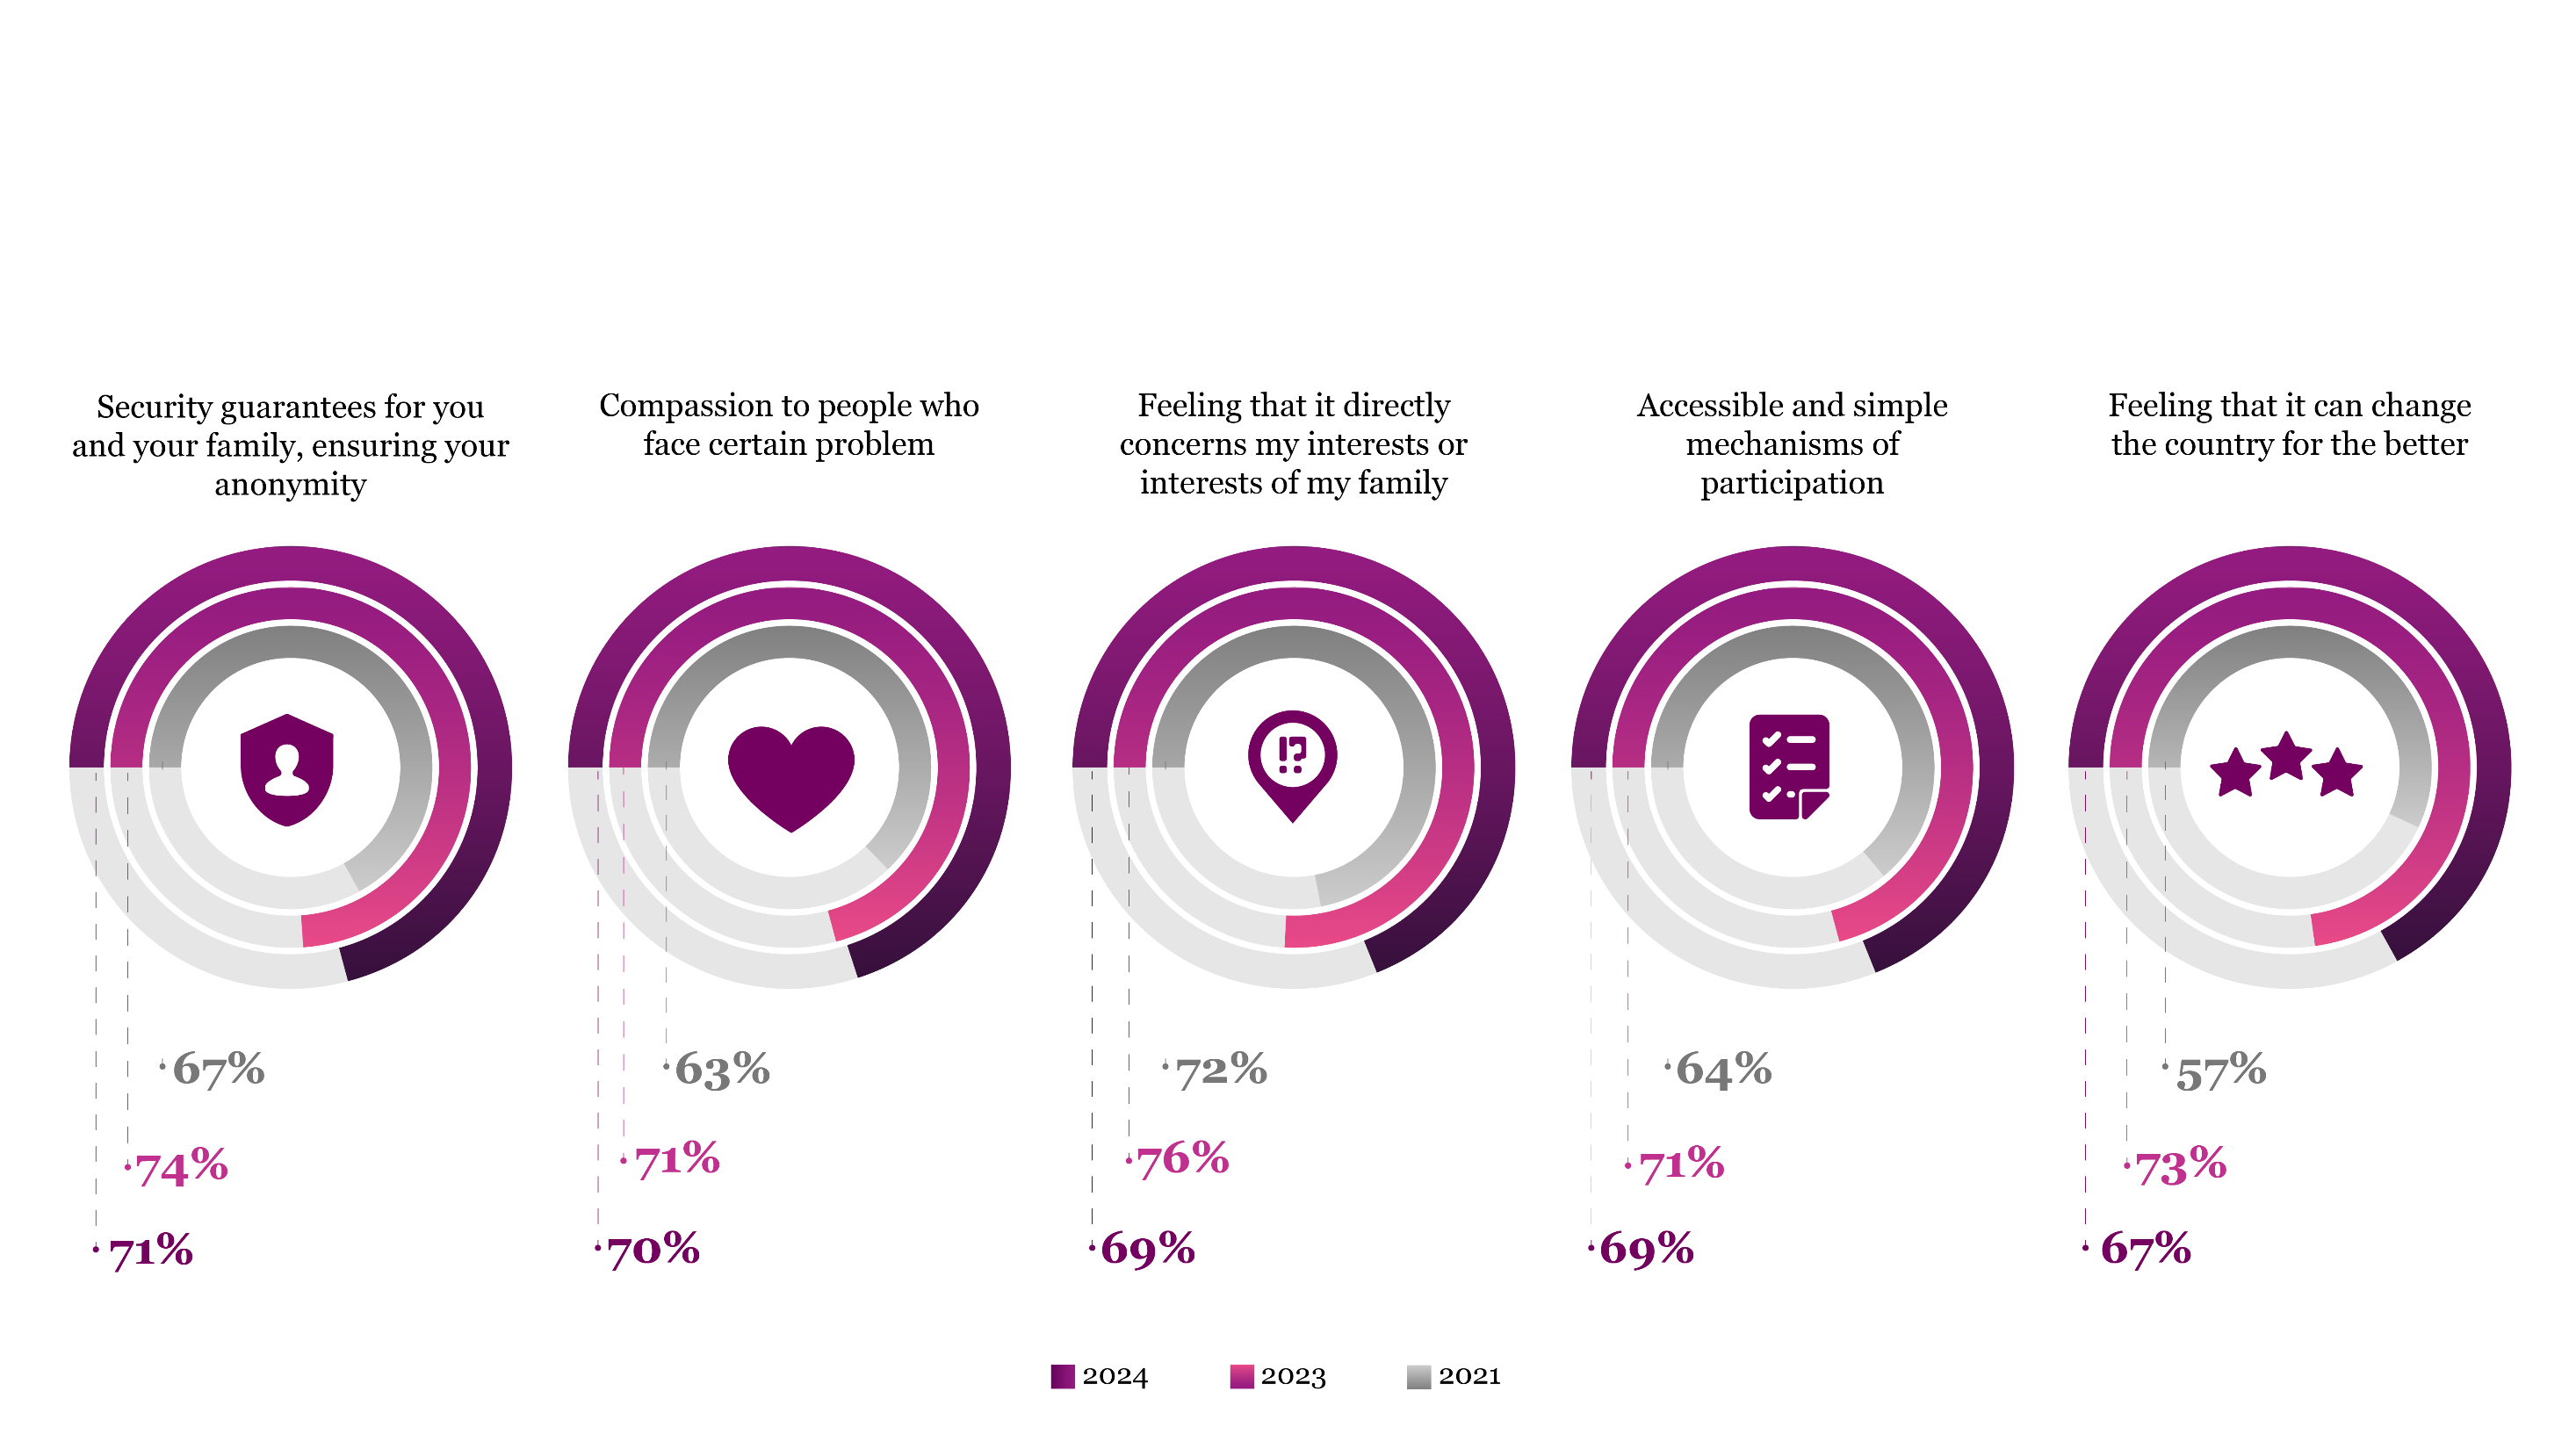 Security guarantees for you
and your family, ensuring your
anonymity
Compassion to people who
face certain problem
Feeling that it directly
concerns my interests or
interests of my family
Accessible and simple
mechanisms of
participation
Feeling that it can change
the country for the better
!?
67%
74%
71%
63%
71%
70%
72%
76%
69%
64%
71%
69%
57%
73%
67%
2024
2023
2021